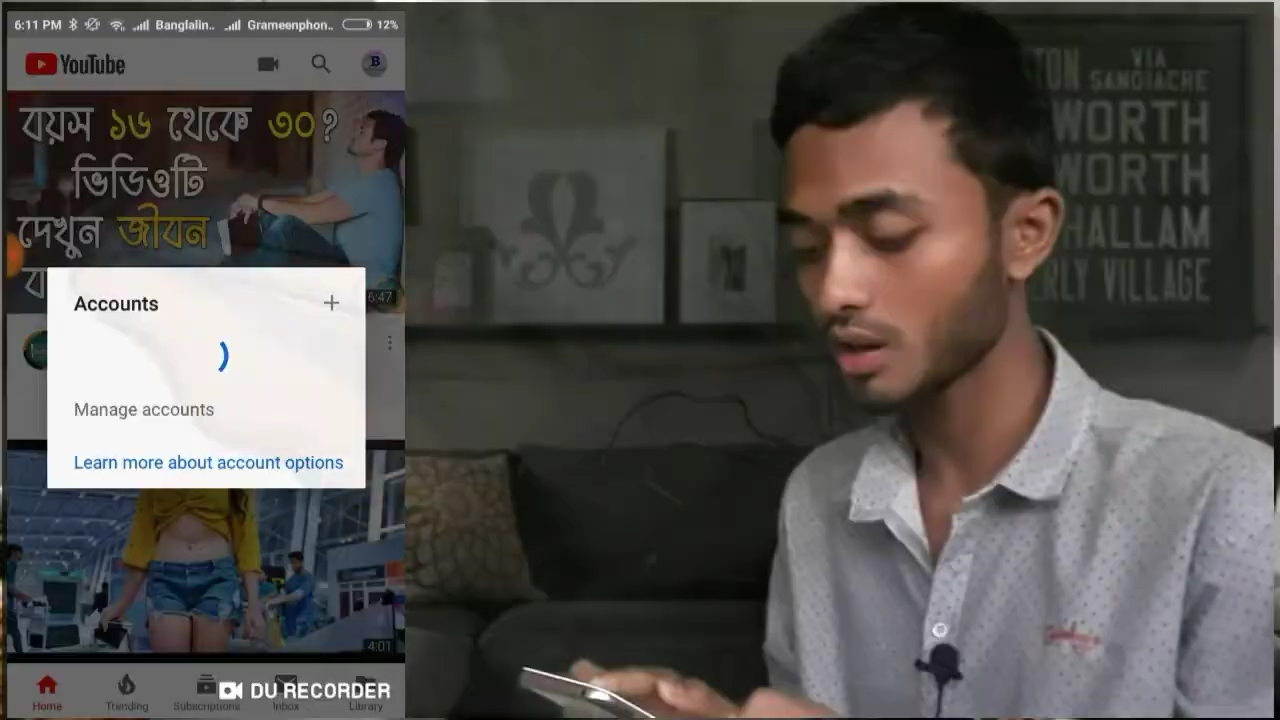 6:11 PM
Banglalin..
Grameenphon..
12%
YouTube
B
বয়স ১৬ থেকে ৩০?
ভিডিওটি
দেখুন জীবন
ব
6:47
Accounts
+
Manage accounts
Learn more about account options
4:01
Home
Trending
Subscriptions
Inbox
Library
DU RECORDER
TON
VIA
SANDIACRE
WORTH
WORTH
HALLAM
ERLY VILLAGE